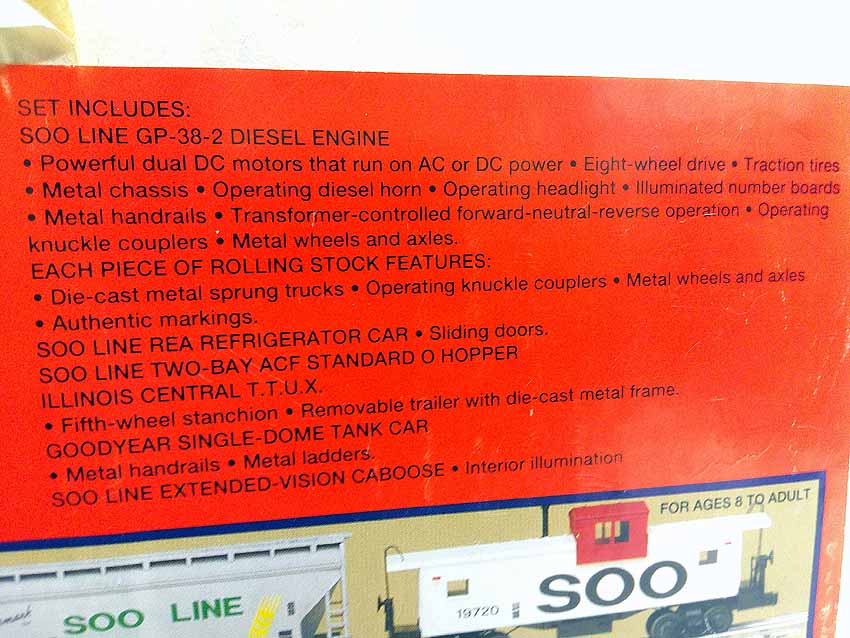 SET INCLUDES:
SOO LINE GP-38-2 DIESEL ENGINE
• Powerful dual DC motors that run on AC or DC power • Eight-wheel drive • Traction tires
• Metal chassis • Operating diesel horn • Operating headlight • Illuminated number boards
• Metal handrails • Transformer-controlled forward-neutral-reverse operation • Operating
knuckle couplers • Metal wheels and axles.
EACH PIECE OF ROLLING STOCK FEATURES:
• Die-cast metal sprung trucks • Operating knuckle couplers • Metal wheels and axles
• Authentic markings.
SOO LINE REA REFRIGERATOR CAR • Sliding doors.
SOO LINE TWO-BAY ACF STANDARD O HOPPER
ILLINOIS CENTRAL T.T.U.X.
• Fifth-wheel stanchion • Removable trailer with die-cast metal frame.
GOODYEAR SINGLE-DOME TANK CAR
• Metal handrails • Metal ladders.
SOO LINE EXTENDED-VISION CABOOSE • Interior illumination
FOR AGES 8 TO ADULT
SOO LINE
SOO
19720